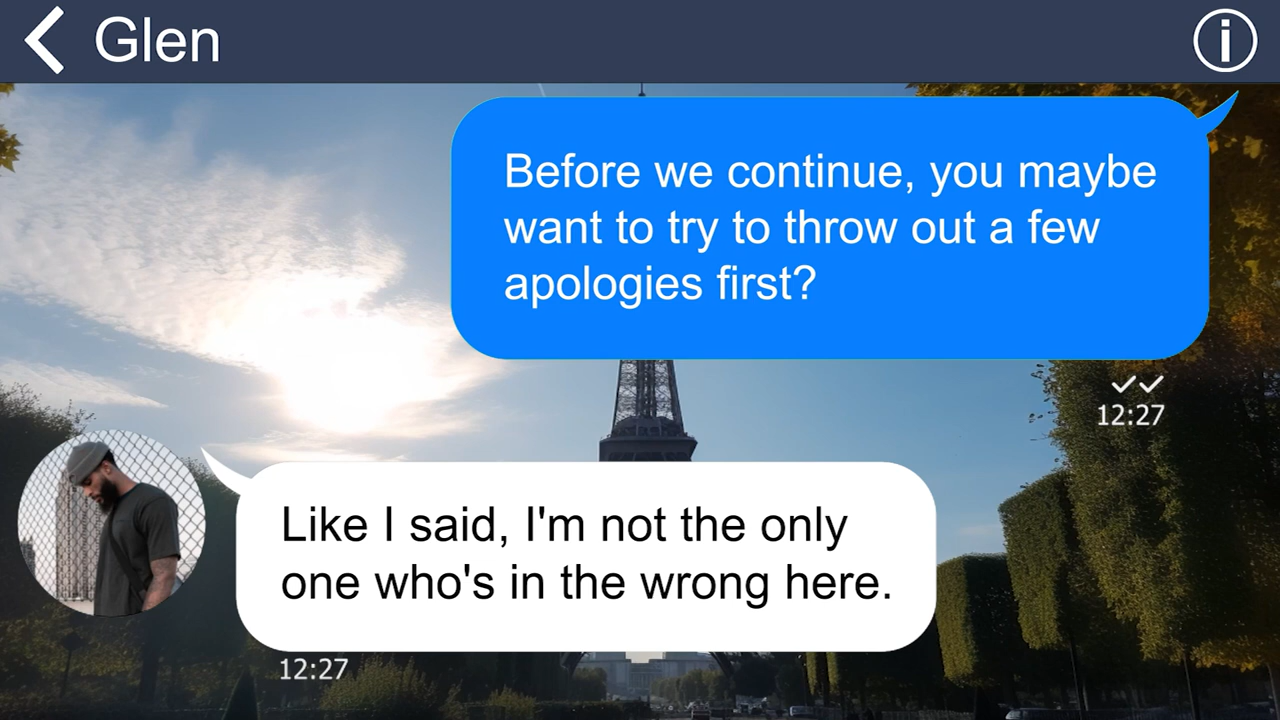 Glen
Before we continue, you maybe
want to try to throw out a few
apologies first?
12:27
Like I said, I'm not the only
one who's in the wrong here.
12:27